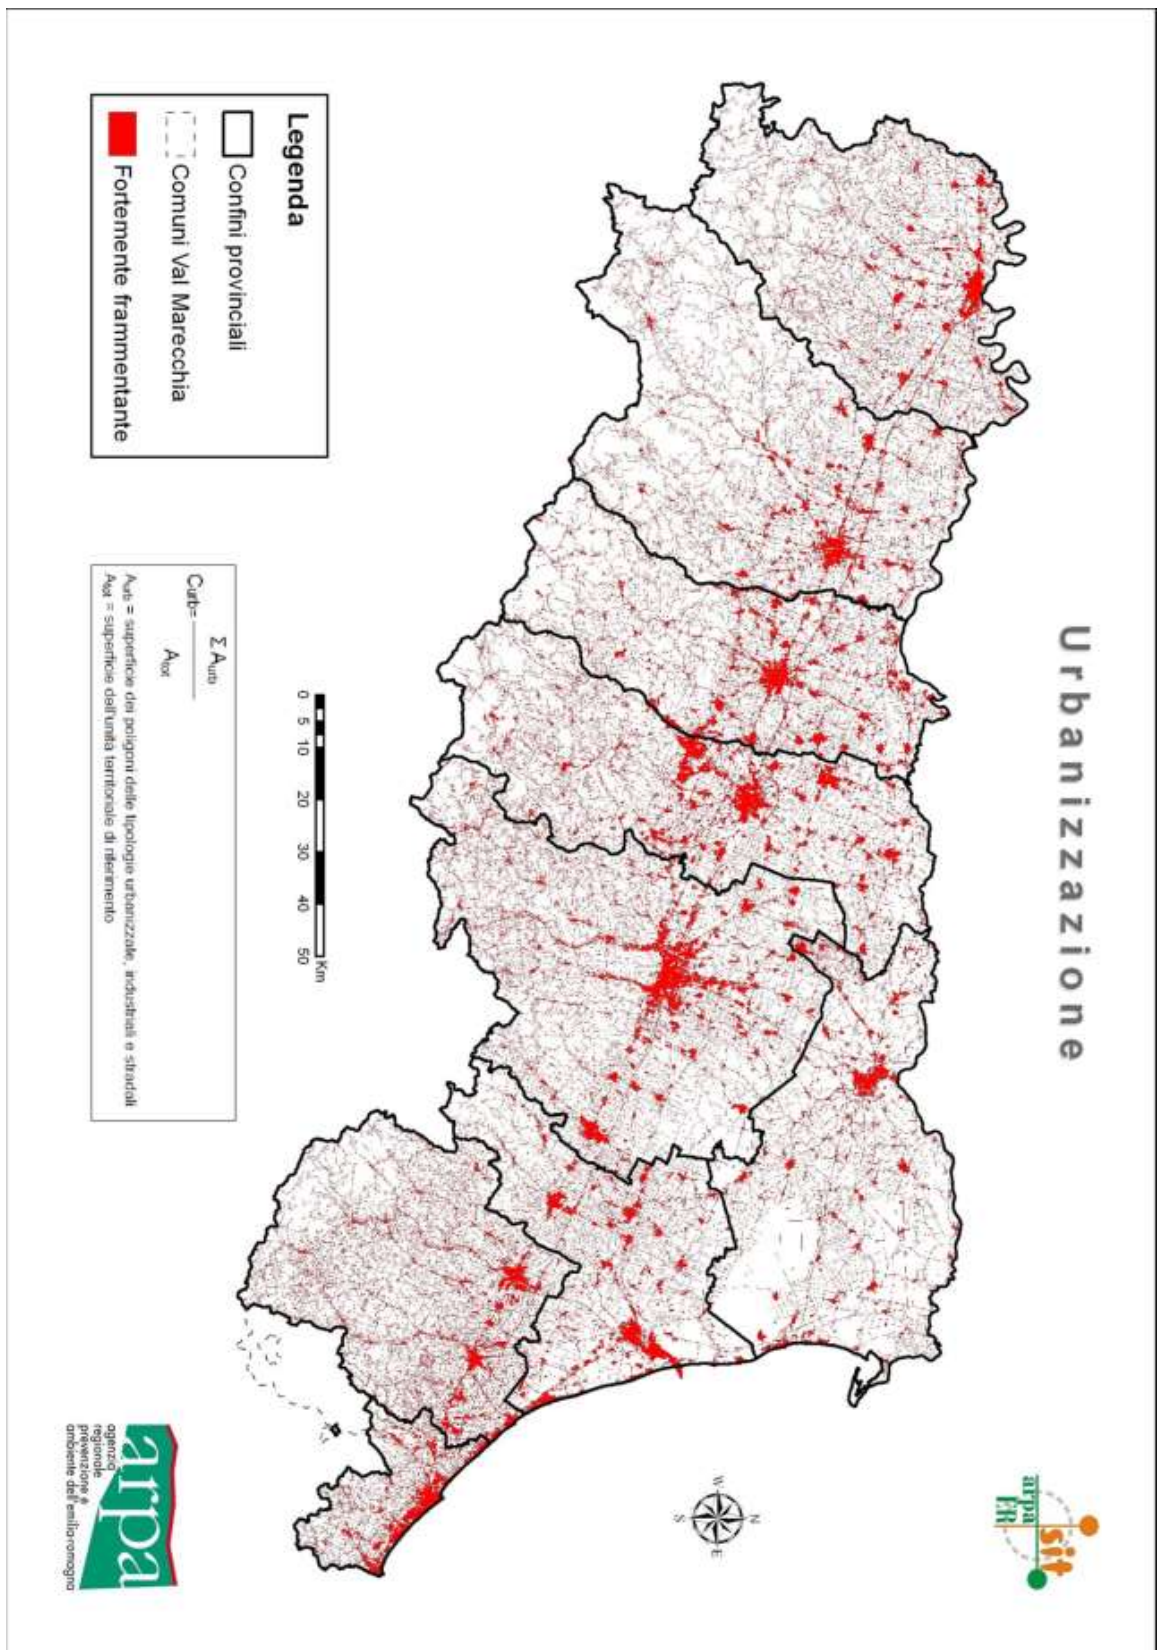 Urbanizzazione
sit
arpa
ER
N
W
E
S
Legenda
Confini provinciali
Comuni Val Marecchia
Fortemente frammentante
0 5 10 20 30 40 50
Km
Curb= Σ Aurb
Atot
Aurb = superficie dei poligoni delle tipologie urbanizzate, industriali e stradali
Atot = superficie dell'unità territoriale di riferimento
arpa
agenzia
regionale
prevenzione e
ambiente dell'emilia-romagna